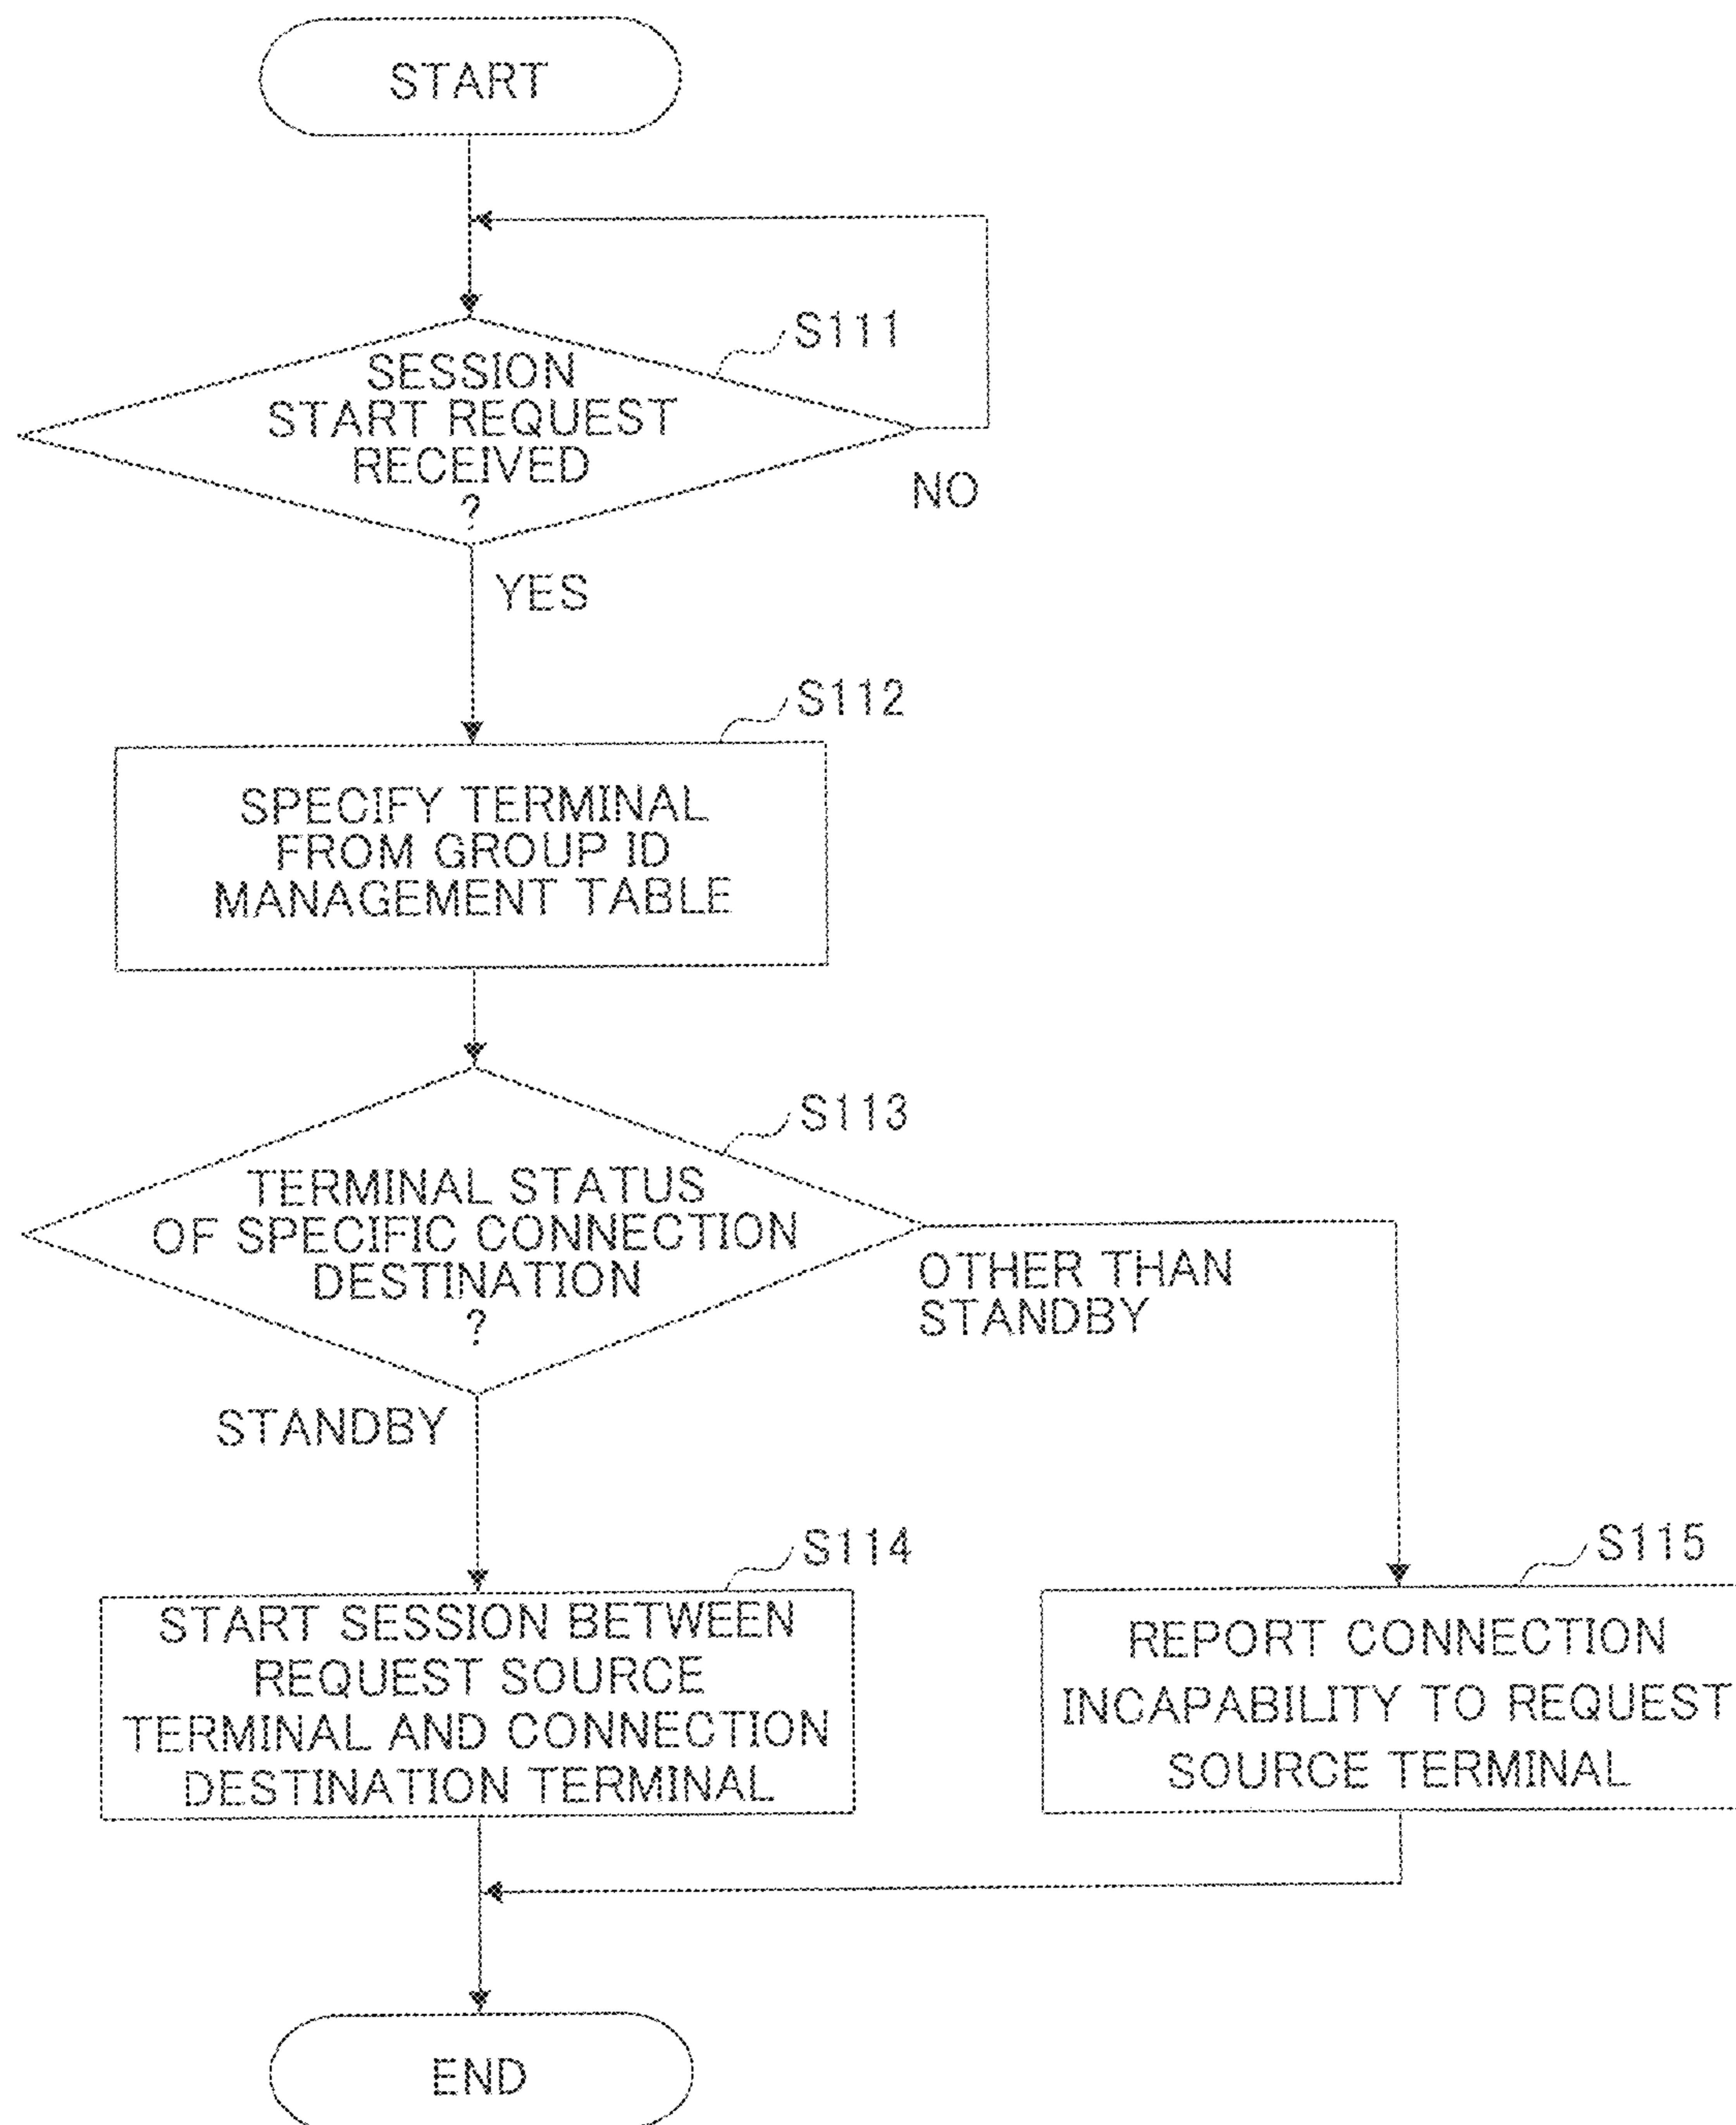 START
S111
SESSION
START REQUEST
RECEIVED
?
NO
YES
S112
SPECIFY TERMINAL
FROM GROUP ID
MANAGEMENT TABLE
S113
TERMINAL STATUS
OF SPECIFIC CONNECTION
DESTINATION
?
OTHER THAN
STANDBY
STANDBY
S114
START SESSION BETWEEN
REQUEST SOURCE
TERMINAL AND CONNECTION
DESTINATION TERMINAL
S115
REPORT CONNECTION
INCAPABILITY TO REQUEST
SOURCE TERMINAL
END